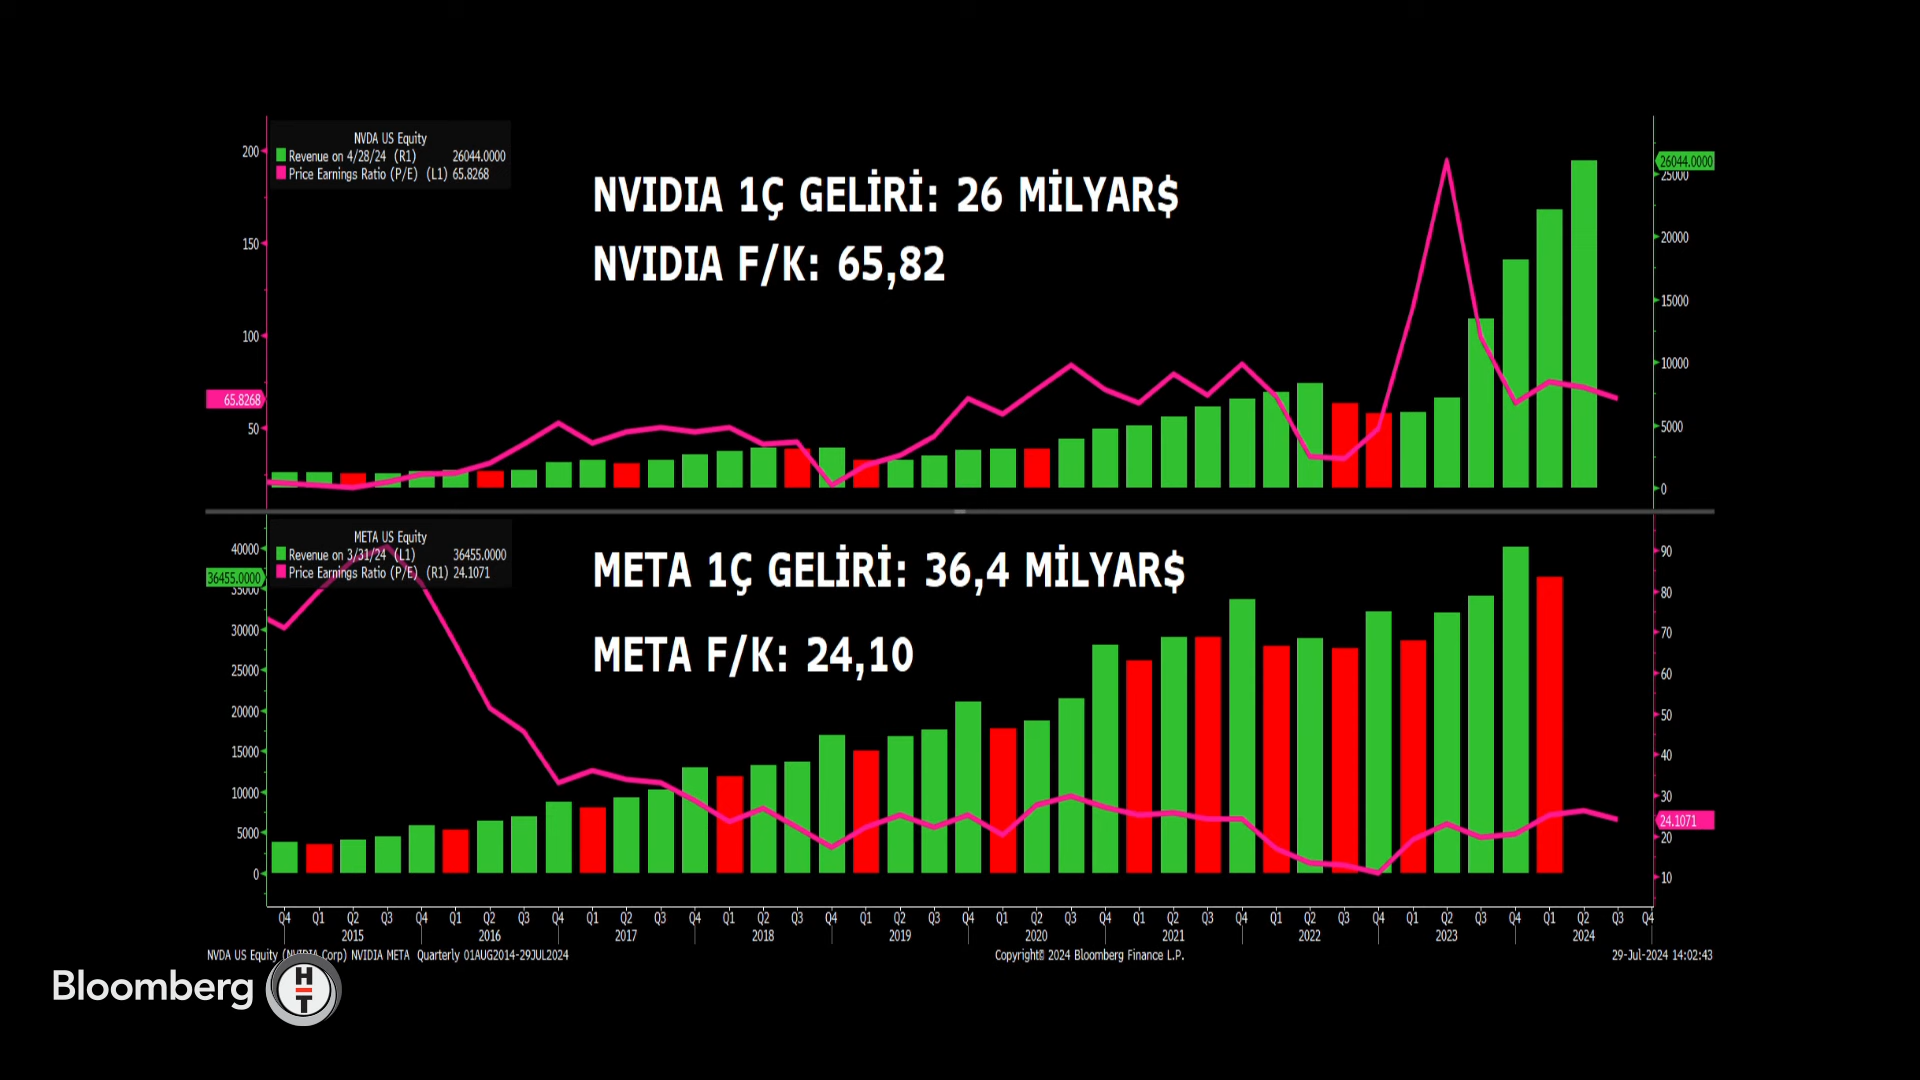 NVDA US Equity
Revenue on 4/28/24 (R1) 26044.0000
Price Earnings Ratio (P/E) (L1) 65.8268
NVIDIA 1Ç GELİRİ: 26 MİLYAR$
NVIDIA F/K: 65,82
200
150
100
65.8268
50
26044.0000
25000
20000
15000
10000
5000
0
META US Equity
Revenue on 3/31/24 (L1) 36455.0000
Price Earnings Ratio (P/E) (R1) 24.1071
META 1Ç GELİRİ: 36,4 MİLYAR$
META F/K: 24,10
40000
36455.0000
35000
30000
25000
20000
15000
10000
5000
0
90
80
70
60
50
40
30
24.1071
20
10
Q4 Q1 Q2 Q3 Q4 Q1 Q2 Q3 Q4 Q1 Q2 Q3 Q4 Q1 Q2 Q3 Q4 Q1 Q2 Q3 Q4 Q1 Q2 Q3 Q4 Q1 Q2 Q3 Q4 Q1 Q2 Q3 Q4 Q1 Q2 Q3 Q4 Q1 Q2 Q3 Q4
2015 2016 2017 2018 2019 2020 2021 2022 2023 2024
NVDA US Equity (NVIDIA Corp) NVIDIA META Quarterly 01AUG2014-29JUL2024
Copyright© 2024 Bloomberg Finance L.P.
29-Jul-2024 14:02:43
Bloomberg HT